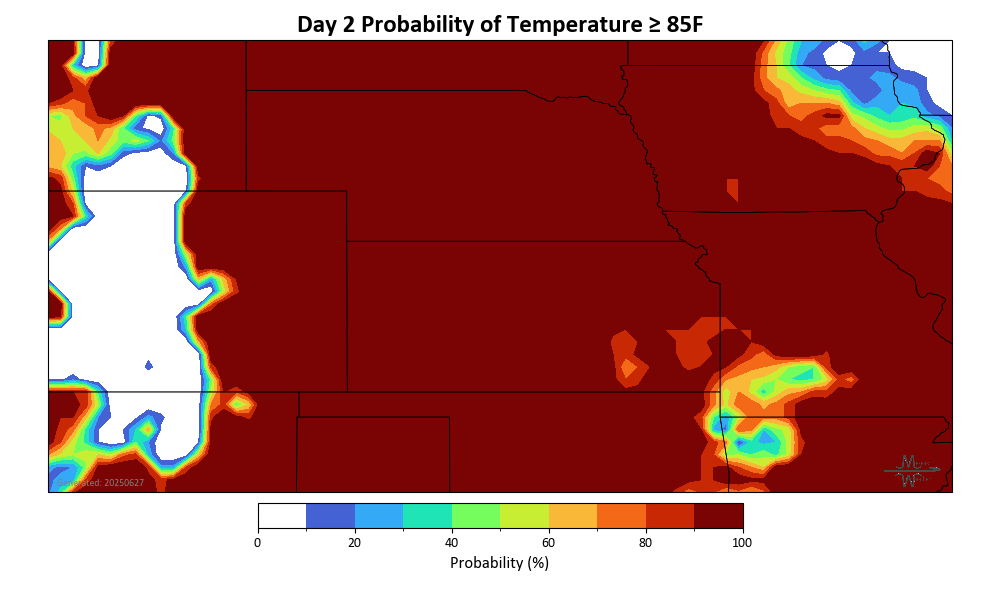 Day 2 Probability of Temperature ≥ 85F
Generated: 20250627
0 20 40 60 80 100
Probability (%)